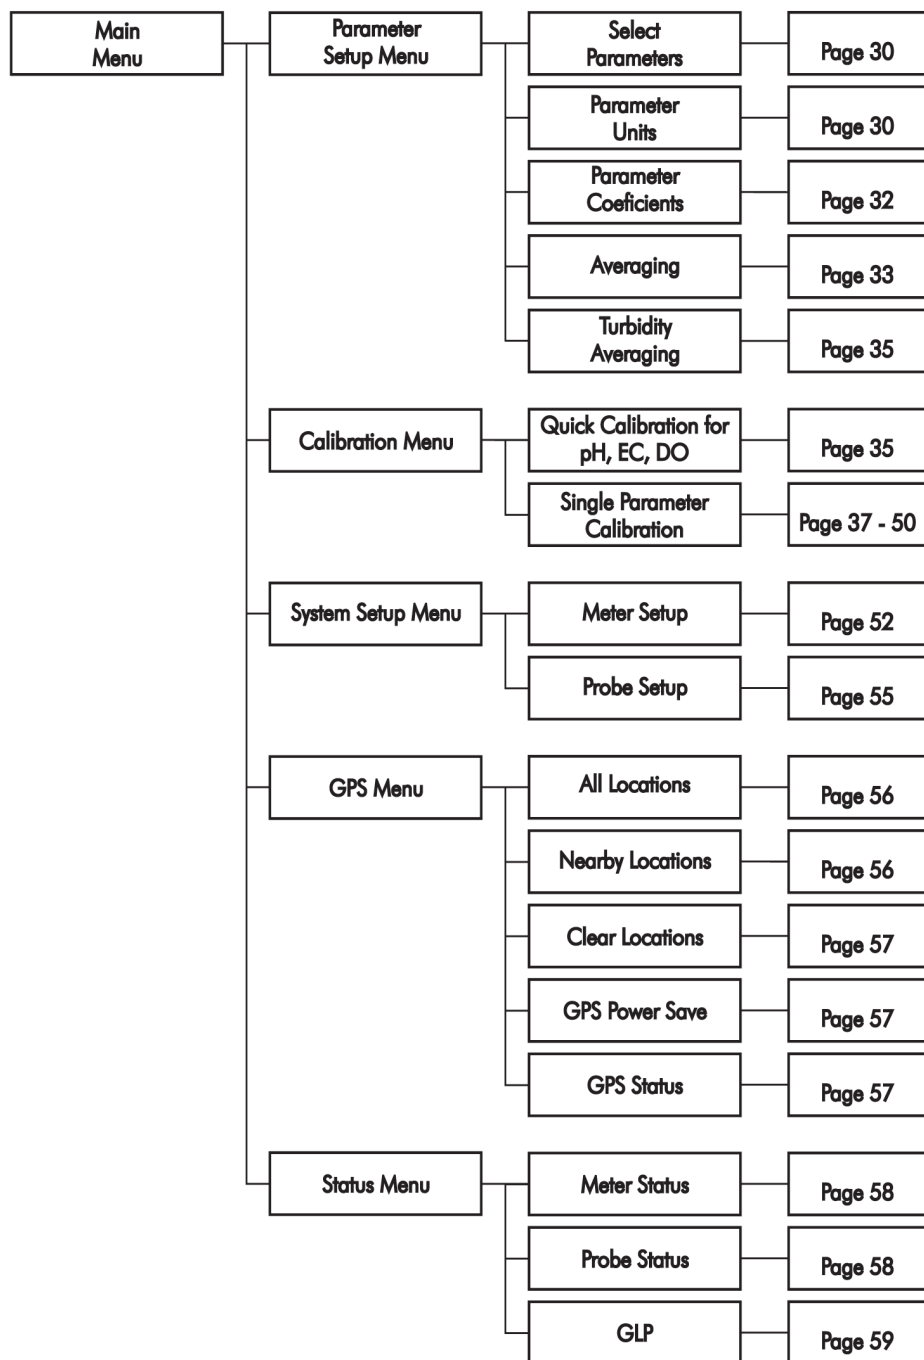 Main
Menu
Parameter
Setup Menu
Select
Parameters
Page 30
Parameter
Units
Page 30
Parameter
Coeficients
Page 32
Averaging
Page 33
Turbidity
Averaging
Page 35
Calibration Menu
Quick Calibration for
pH, EC, DO
Page 35
Single Parameter
Calibration
Page 37 - 50
System Setup Menu
Meter Setup
Page 52
Probe Setup
Page 55
GPS Menu
All Locations
Page 56
Nearby Locations
Page 56
Clear Locations
Page 57
GPS Power Save
Page 57
GPS Status
Page 57
Status Menu
Meter Status
Page 58
Probe Status
Page 58
GLP
Page 59